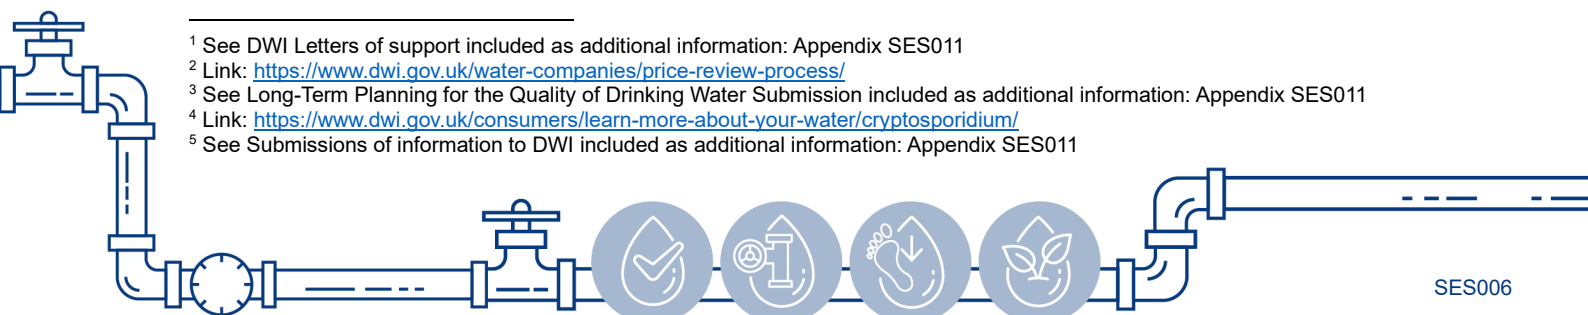 1 See DWI Letters of support included as additional information: Appendix SES011
2 Link: https://www.dwi.gov.uk/water-companies/price-review-process/
3 See Long-Term Planning for the Quality of Drinking Water Submission included as additional information: Appendix SES011
4 Link: https://www.dwi.gov.uk/consumers/learn-more-about-your-water/cryptosporidium/
5 See Submissions of information to DWI included as additional information: Appendix SES011
SES006